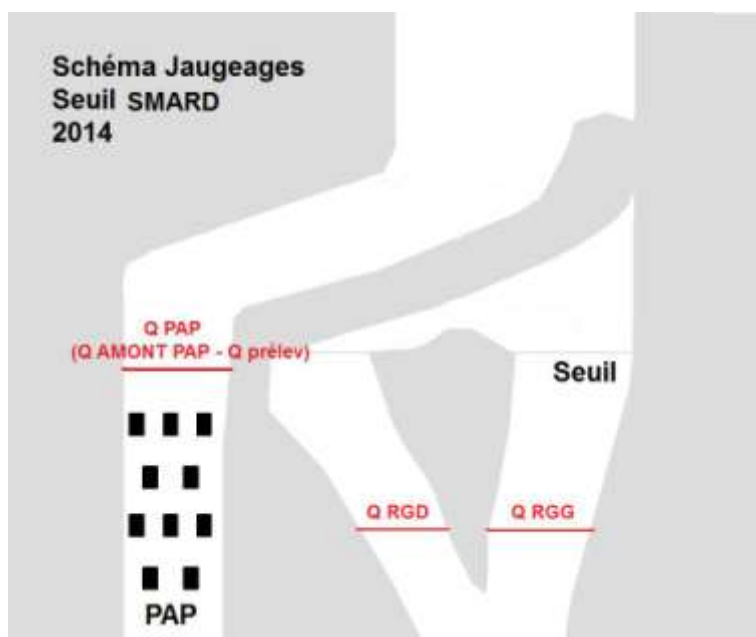 Schéma Jaugeages
Seuil SMARD
2014
Q PAP
(Q AMONT PAP - Q prélev)
Seuil
Q RGD
Q RGG
PAP